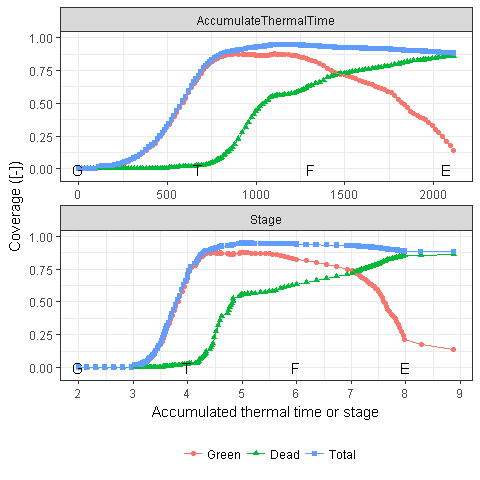 AccumulateThermalTime
1.00
0.75
0.50
0.25
0.00
G T F E
0 500 1000 1500 2000
Coverage ([-])
Stage
1.00
0.75
0.50
0.25
0.00
G T F E
2 3 4 5 6 7 8 9
Accumulated thermal time or stage
Green Dead Total